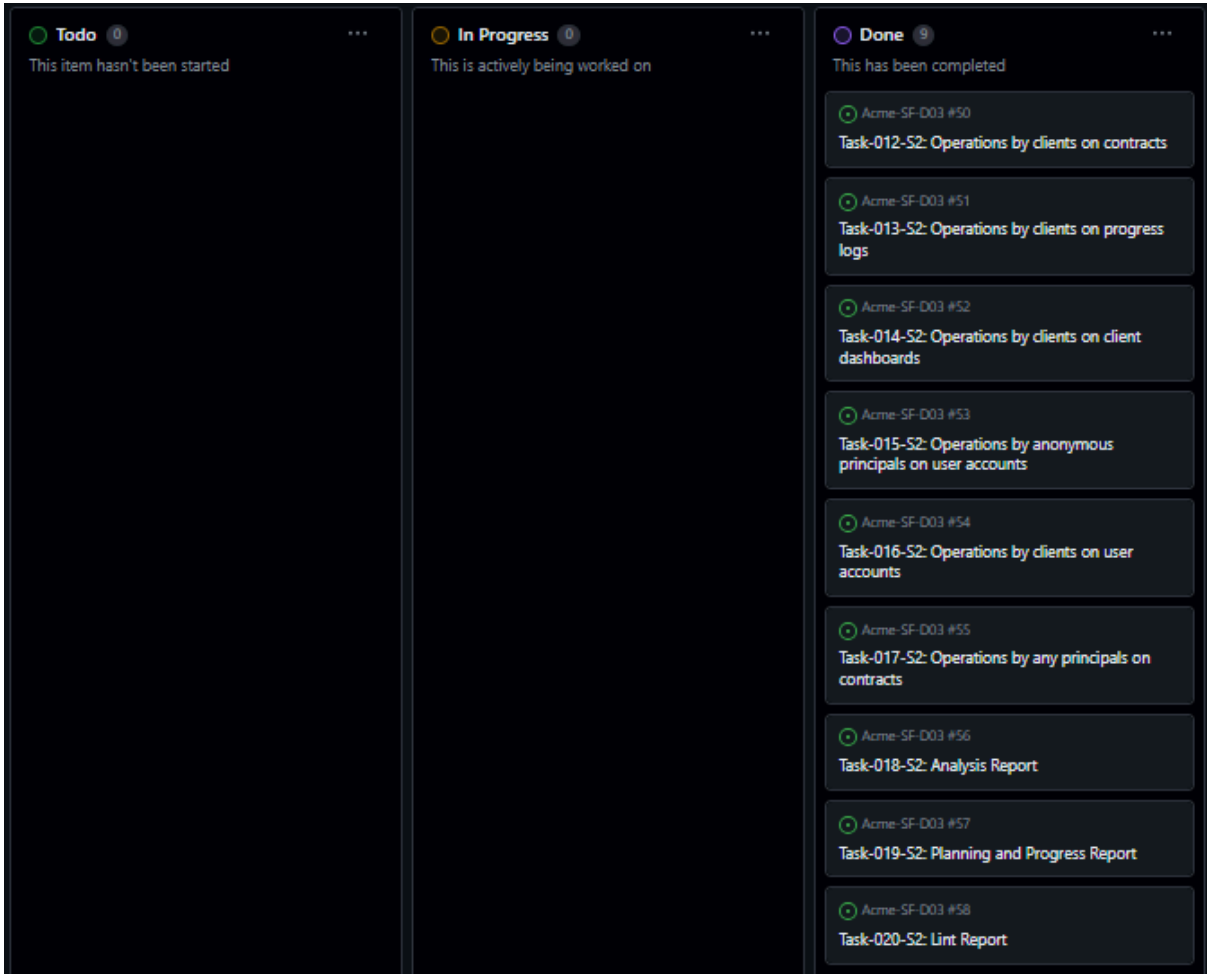 Todo 0 ...
This item hasn't been started
In Progress 0 ...
This is actively being worked on
Done 9 ...
This has been completed
Acme-SF-D03 #50
Task-012-S2: Operations by clients on contracts
Acme-SF-D03 #51
Task-013-S2: Operations by clients on progress
logs
Acme-SF-D03 #52
Task-014-S2: Operations by clients on client
dashboards
Acme-SF-D03 #53
Task-015-S2: Operations by anonymous
principals on user accounts
Acme-SF-D03 #54
Task-016-S2: Operations by clients on user
accounts
Acme-SF-D03 #55
Task-017-S2: Operations by any principals on
contracts
Acme-SF-D03 #56
Task-018-S2: Analysis Report
Acme-SF-D03 #57
Task-019-S2: Planning and Progress Report
Acme-SF-D03 #58
Task-020-S2: Lint Report